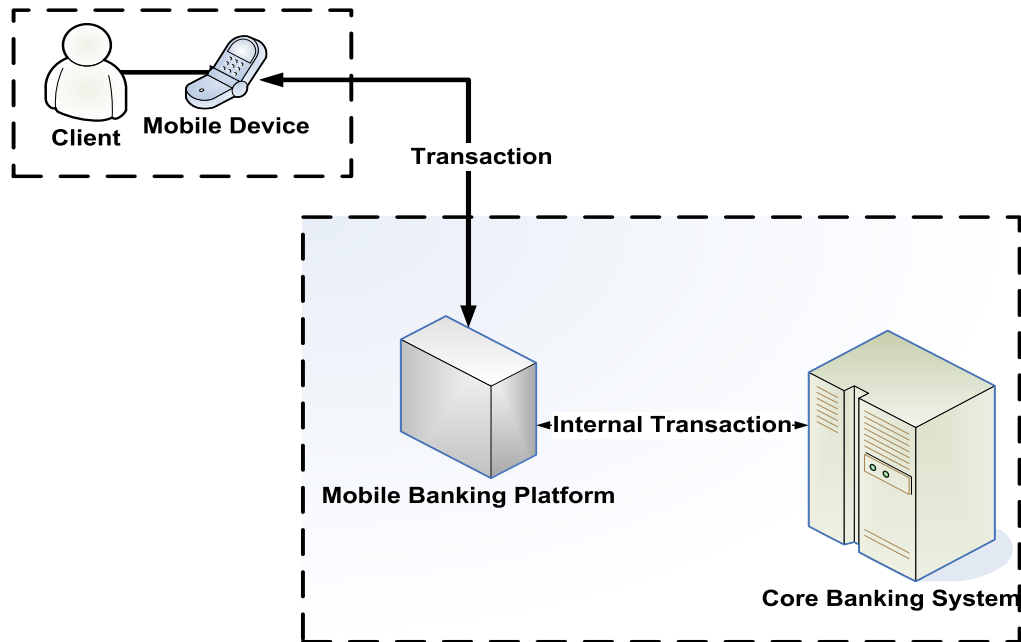 Client
Mobile Device
Transaction
Internal Transaction
Mobile Banking Platform
Core Banking System